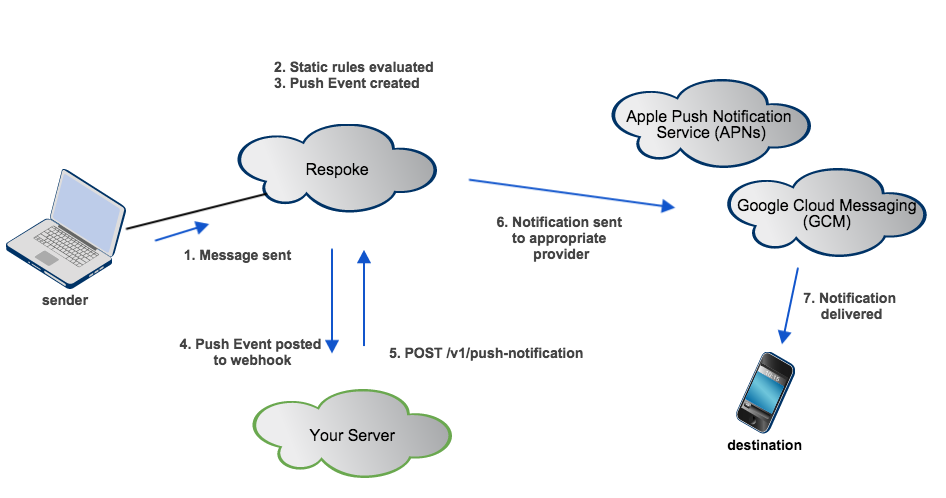 2. Static rules evaluated
3. Push Event created
Apple Push Notification
Service (APNs)
Respoke
Google Cloud Messaging
(GCM)
6. Notification sent
to appropriate
provider
1. Message sent
sender
7. Notification
delivered
4. Push Event posted
to webhook
5. POST /v1/push-notification
Your Server
destination